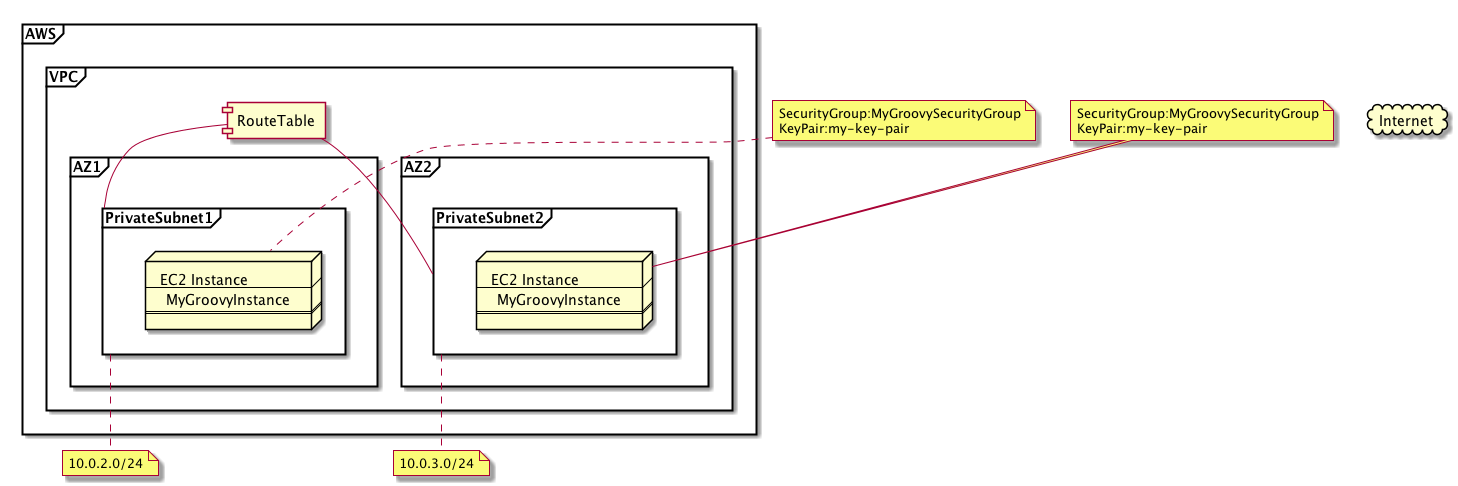 AWS
VPC
RouteTable
SecurityGroup:MyGroovySecurityGroup
KeyPair:my-key-pair
SecurityGroup:MyGroovySecurityGroup
KeyPair:my-key-pair
Internet
AZ1
AZ2
PrivateSubnet1
PrivateSubnet2
EC2 Instance
MyGroovyInstance
EC2 Instance
MyGroovyInstance
10.0.2.0/24
10.0.3.0/24